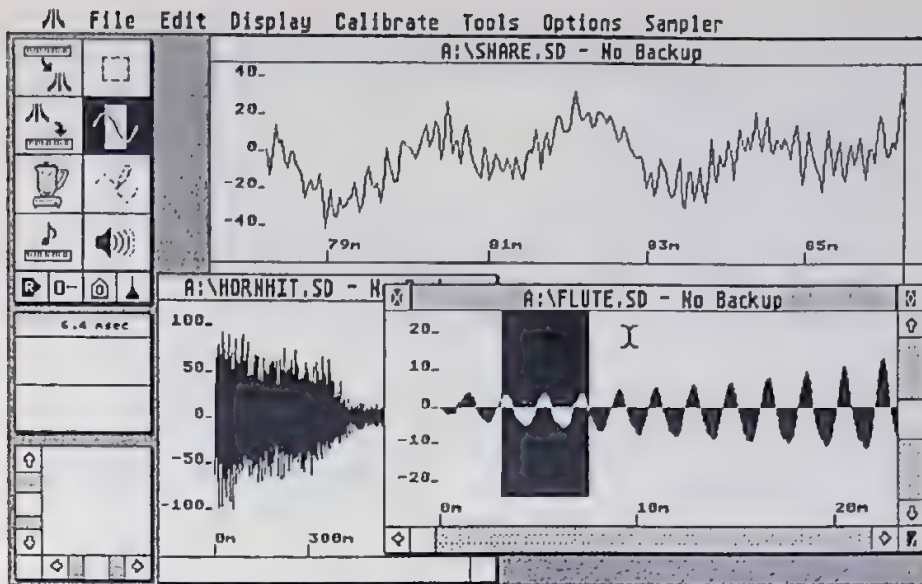 File Edit Display Calibrate Tools Options Sampler
A:\SNARE.SD - No Backup
40
20
0
-20
-40
79m 81m 83m 85m
R
6.4 msec
A:\HORNHIT.SD - N
100
50
0
-50
-100
0m 300m
A:\FLUTE.SD - No Backup
20
10
0
-10
-20
0m 10m 20m